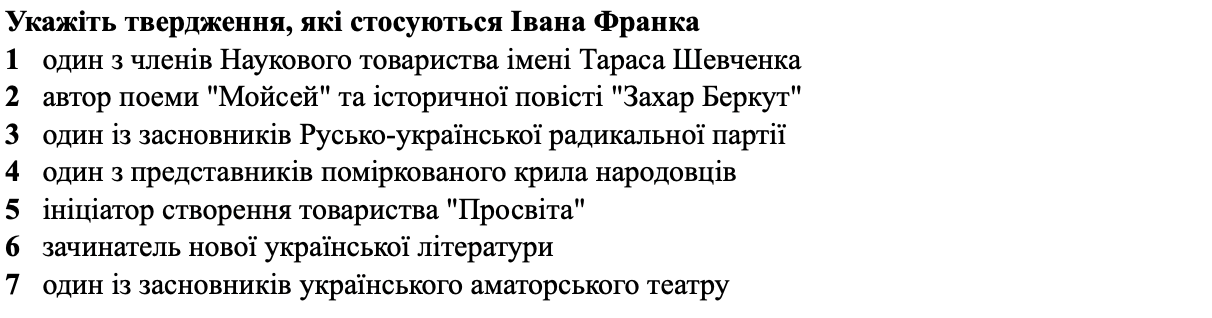 Укажіть твердження, які стосуються Івана Франка
1 один з членів Наукового товариства імені Тараса Шевченка
2 автор поеми "Мойсей" та історичної повісті "Захар Беркут"
3 один із засновників Русько-української радикальної партії
4 один з представників поміркованого крила народовців
5 ініціатор створення товариства "Просвіта"
6 зачинатель нової української літератури
7 один із засновників українського аматорського театру